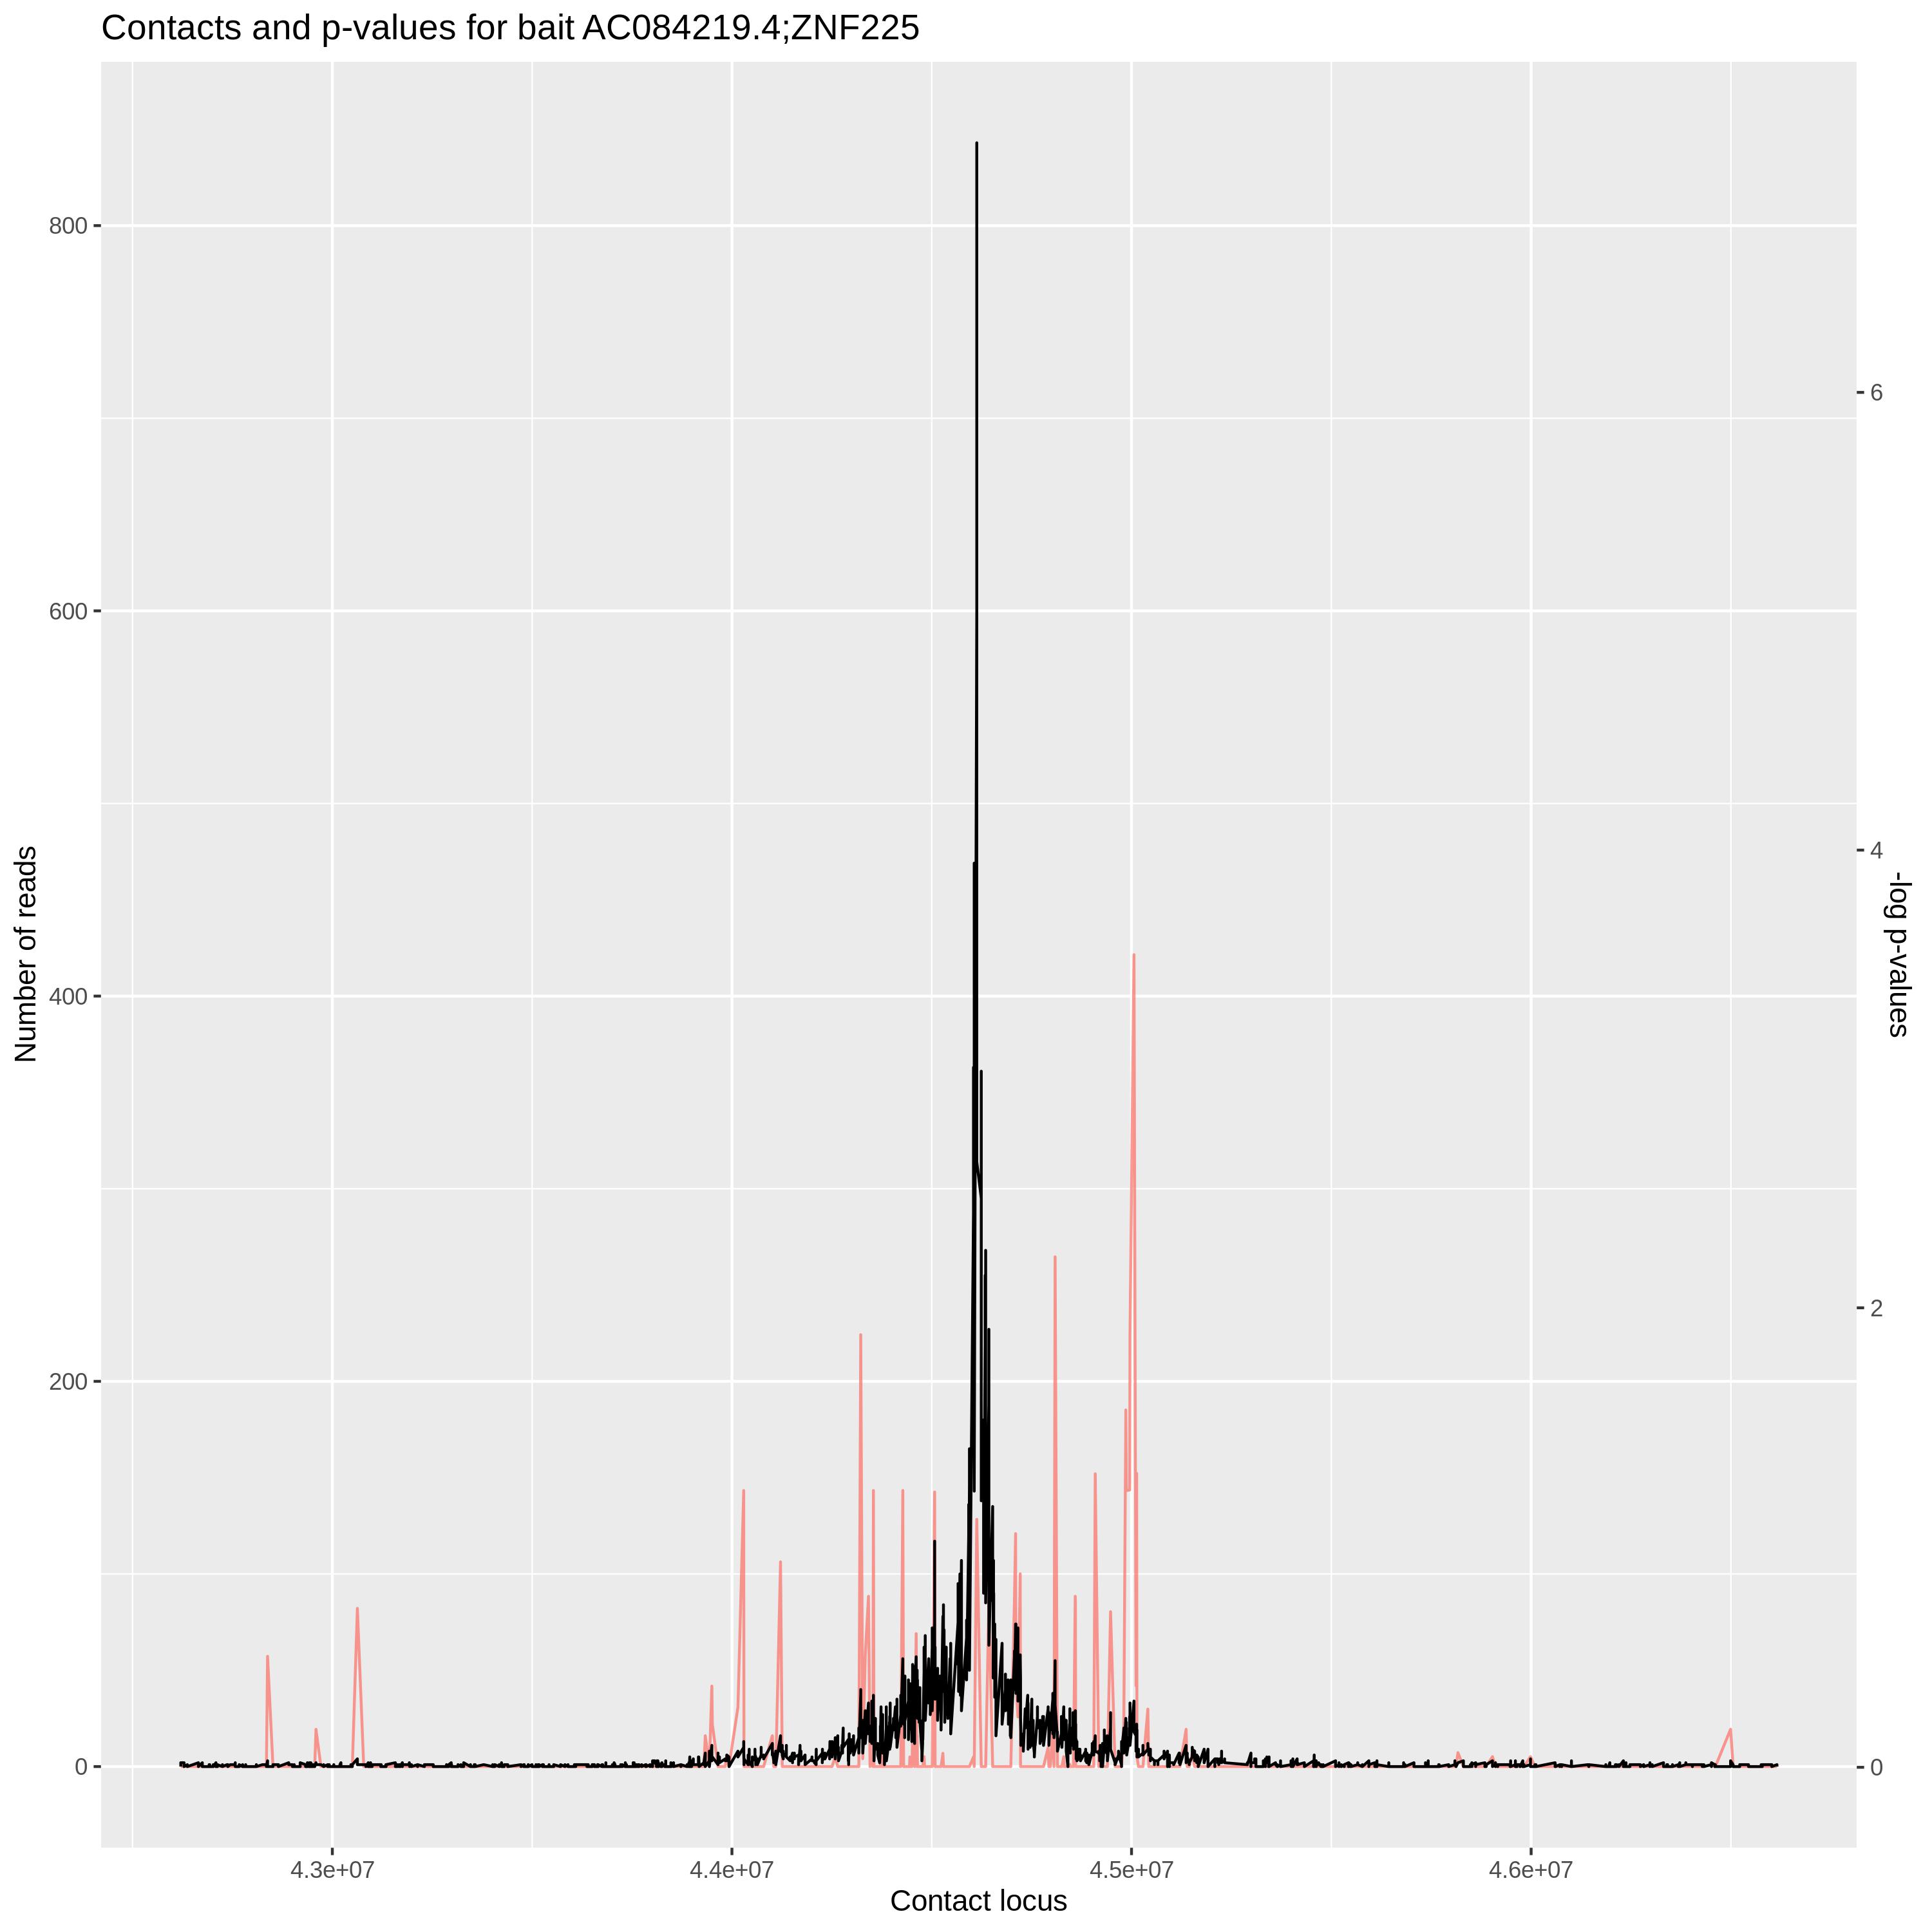 Contacts and p-values for bait AC084219.4;ZNF225
Number of reads
800
600
400
200
0
6
4
2
0
-log p-values
4.3e+07
4.4e+07
4.5e+07
4.6e+07
Contact locus